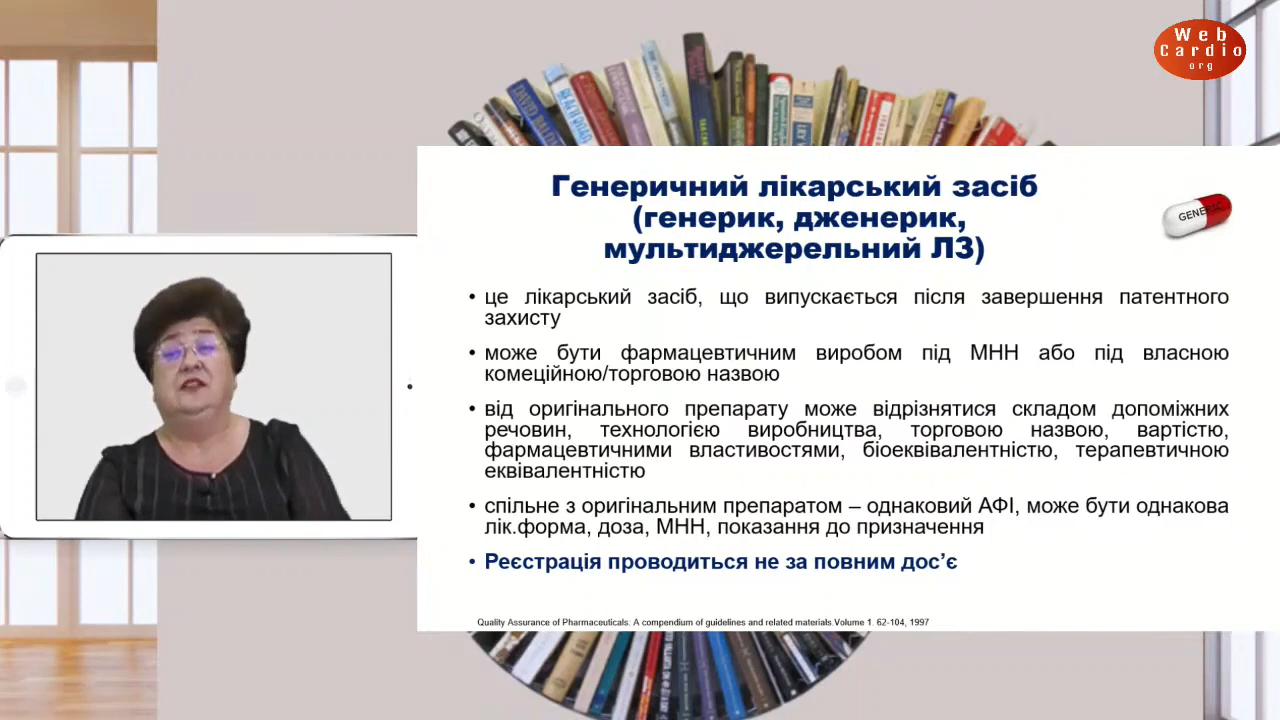 Web
Cardio
org
BEACH ROAD
Генеричний лікарський засіб
(генерик, дженерик,
мультиджерельний ЛЗ)
GENERIC
• це лікарський засіб, що випускається після завершення патентного
захисту
• може бути фармацевтичним виробом під МНН або під власною
комеційною/торговою назвою
• від оригінального препарату може відрізнятися складом допоміжних
речовин, технологією виробництва, торговою назвою, вартістю,
фармацевтичними властивостями, біоеквівалентністю, терапевтичною
еквівалентністю
• спільне з оригінальним препаратом – однаковий АФІ, може бути однакова
лік.форма, доза, МНН, показання до призначення
• Реєстрація проводиться не за повним дос’є
Quality Assurance of Pharmaceuticals. A compendium of guidelines and related materials.Volume 1. 62-104, 1997